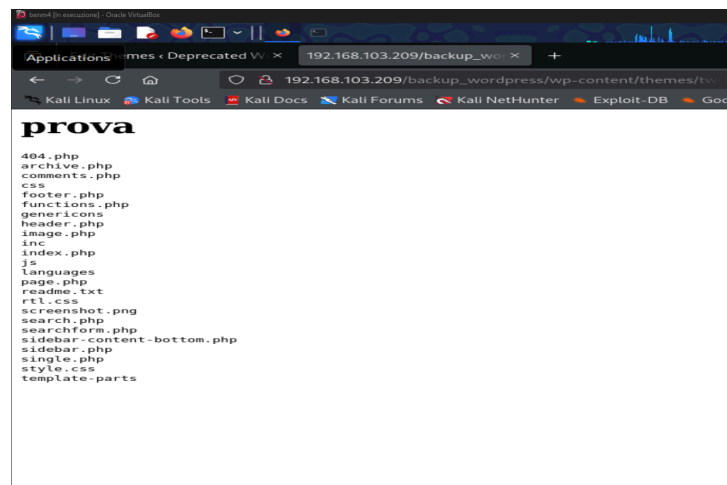 benm4 [In esecuzione] - Oracle VirtualBox
Applications
emes ‹ Deprecated W
192.168.103.209/backup_wo
192.168.103.209/backup_wordpress/wp-content/themes/tw
Kali Linux Kali Tools Kali Docs Kali Forums Kali NetHunter Exploit-DB Goo
prova
404.php
archive.php
comments.php
css
footer.php
functions.php
genericons
header.php
image.php
inc
index.php
js
languages
page.php
readme.txt
rtl.css
screenshot.png
search.php
searchform.php
sidebar-content-bottom.php
sidebar.php
single.php
style.css
template-parts